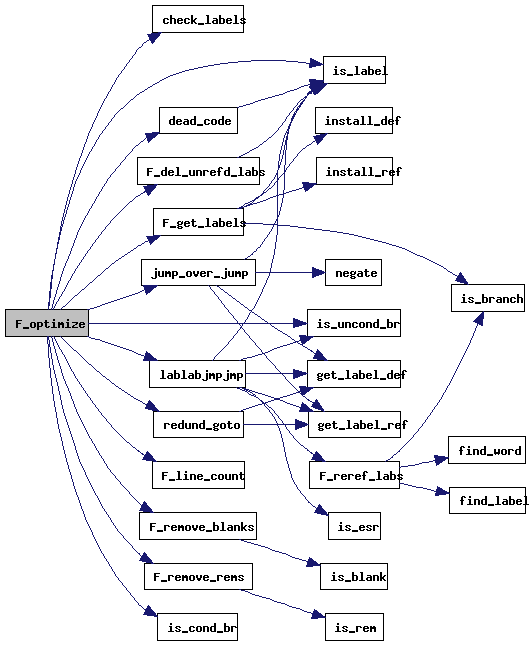 check_labels
is_label
dead_code
install_def
F_del_unrefd_labs
install_ref
F_get_labels
jump_over_jump
negate
is_branch
F_optimize
is_uncond_br
lablabjmpjmp
get_label_def
redund_goto
get_label_ref
find_word
F_line_count
F_reref_labs
find_label
F_remove_blanks
is_esr
F_remove_rems
is_blank
is_cond_br
is_rem